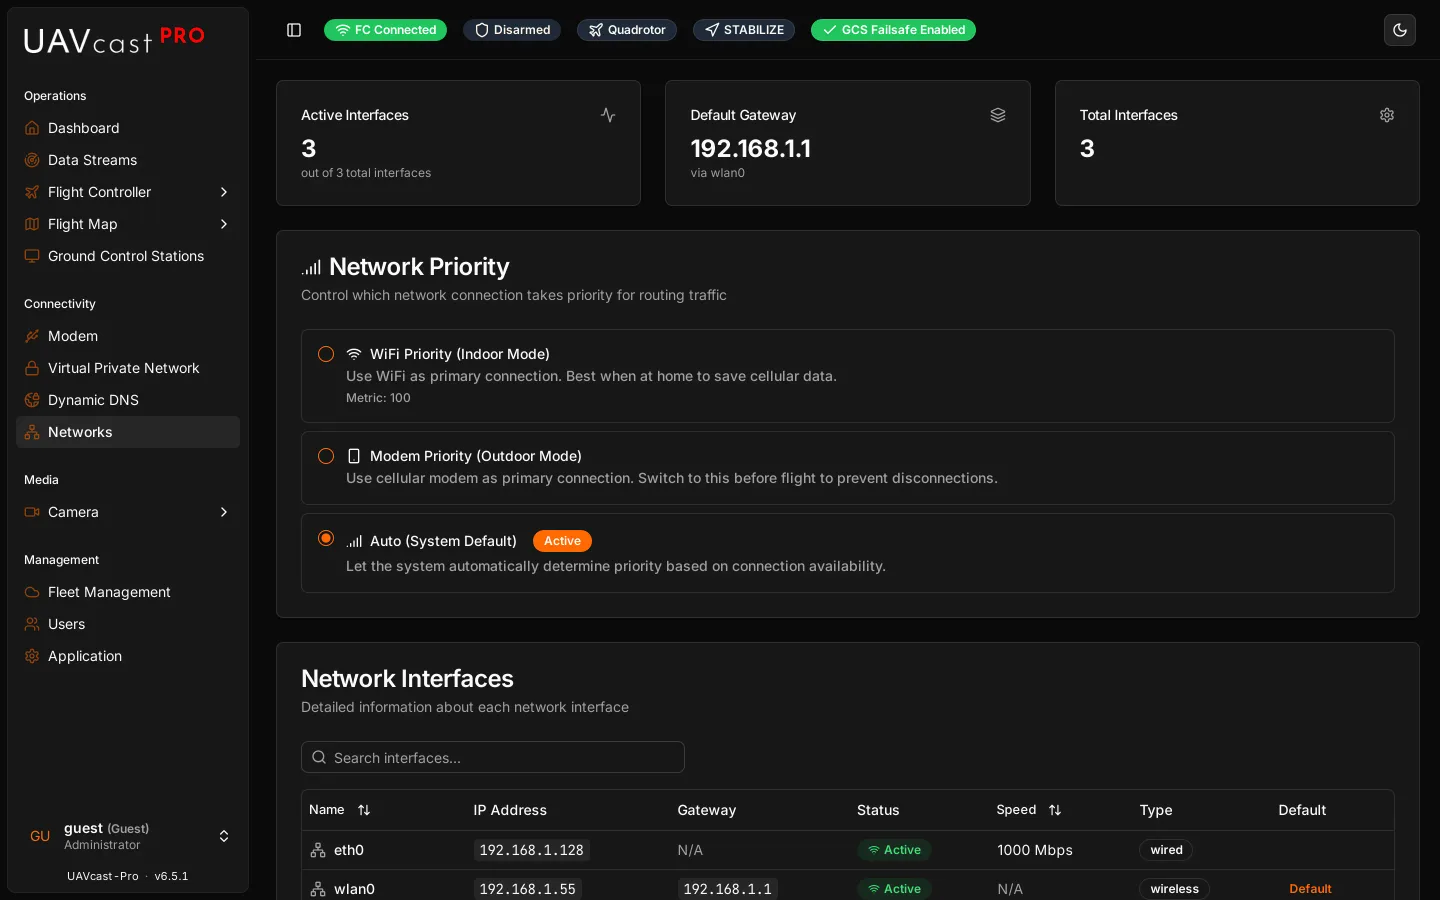 UAVcast PRO
Operations
Dashboard
Data Streams
Flight Controller
Flight Map
Ground Control Stations
Connectivity
Modem
Virtual Private Network
Dynamic DNS
Networks
Media
Camera
Management
Fleet Management
Users
Application
GU
guest (Guest)
Administrator
UAVcast-Pro · v6.5.1
FC Connected
Disarmed
Quadrotor
STABILIZE
GCS Failsafe Enabled
Active Interfaces
3
out of 3 total interfaces
Default Gateway
192.168.1.1
via wlan0
Total Interfaces
3
Network Priority
Control which network connection takes priority for routing traffic
WiFi Priority (Indoor Mode)
Use WiFi as primary connection. Best when at home to save cellular data.
Metric: 100
Modem Priority (Outdoor Mode)
Use cellular modem as primary connection. Switch to this before flight to prevent disconnections.
Auto (System Default) Active
Let the system automatically determine priority based on connection availability.
Network Interfaces
Detailed information about each network interface
Search interfaces...
Name IP Address Gateway Status Speed Type Default
eth0 192.168.1.128 N/A Active 1000 Mbps wired
wlan0 192.168.1.55 192.168.1.1 Active N/A wireless Default